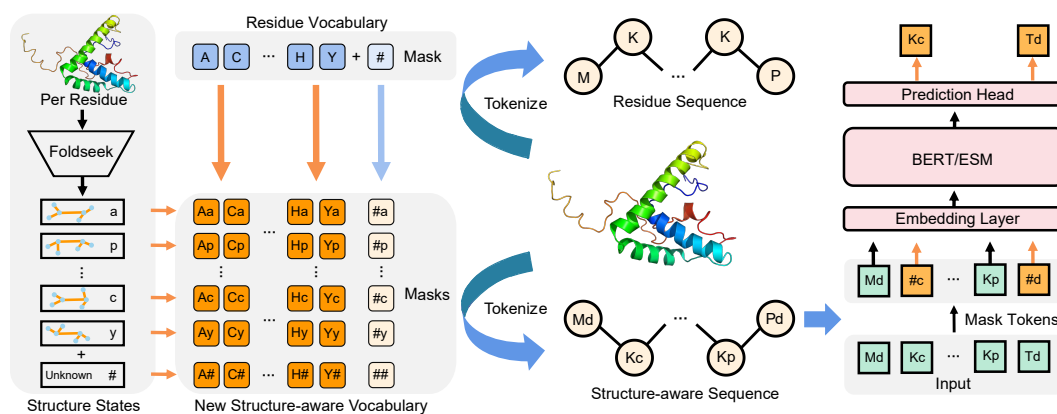 Per Residue
Foldseek
a
p
⋮
c
y
+
Unknown #
Structure States
Residue Vocabulary
A C ··· H Y + # Mask
Aa Ca Ha Ya #a
···
Ap Cp Hp Yp #p
⋮ ⋮ ⋮
Ac Cc Hc Yc #c
Masks
···
Ay Cy Hy Yy #y
A# C# ··· H# Y# ##
New Structure-aware Vocabulary
Tokenize
Tokenize
K K
M ··· P
Residue Sequence
Md ··· Pd
Kc Kp
Structure-aware Sequence
Kc Td
Prediction Head
BERT/ESM
Embedding Layer
Md #c ··· Kp #d
Mask Tokens
Md Kc ··· Kp Td
Input